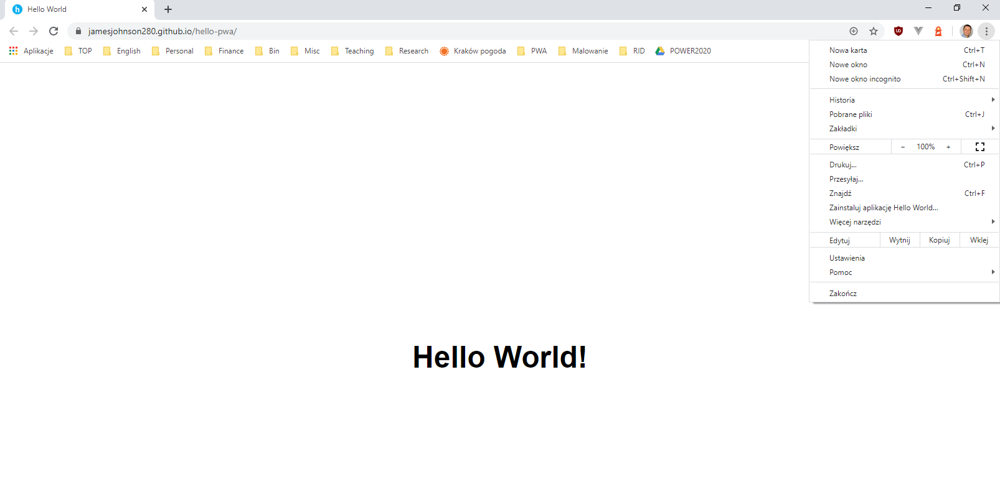 Hello World
jamesjohnson280.github.io/hello-pwa/
Aplikacje TOP English Personal Finance Bin Misc Teaching Research Kraków pogoda PWA Malowanie RID POWER2020
Nowa karta Ctrl+T
Nowe okno Ctrl+N
Nowe okno incognito Ctrl+Shift+N
Historia
Pobrane pliki Ctrl+J
Zakładki
Powiększ - 100% +
Drukuj... Ctrl+P
Przesyłaj...
Znajdź Ctrl+F
Zainstaluj aplikację Hello World...
Więcej narzędzi
Edytuj Wytnij Kopiuj Wklej
Ustawienia
Pomoc
Zakończ
Hello World!